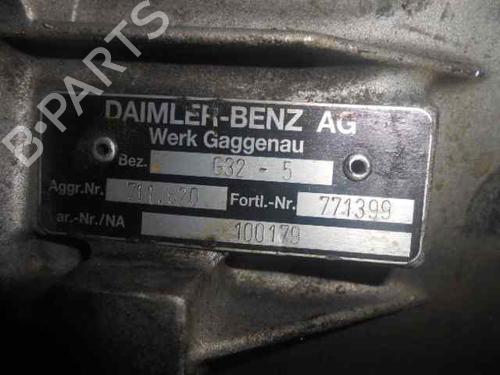 B-PARTS
DAIMLER-BENZ AG
Werk Gaggenau
Bez. G32-5
Aggr.Nr. Fortl.-Nr. 771399
ar.-Nr./NA 100179